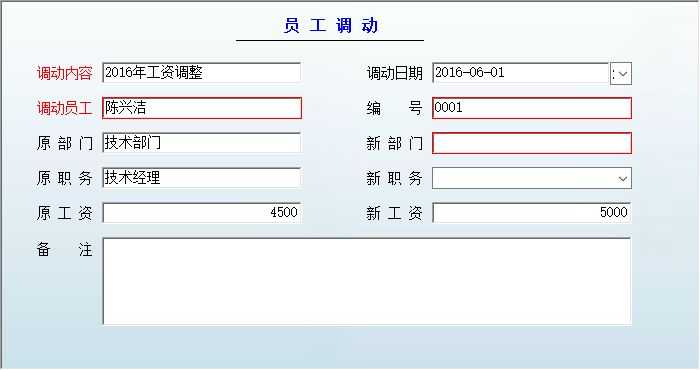 员工调动
调动内容 2016年工资调整 调动日期 2016-06-01
调动员工 陈兴洁 编号 0001
原部门 技术部门 新部门
原职务 技术经理 新职务
原工资 4500 新工资 5000
备注